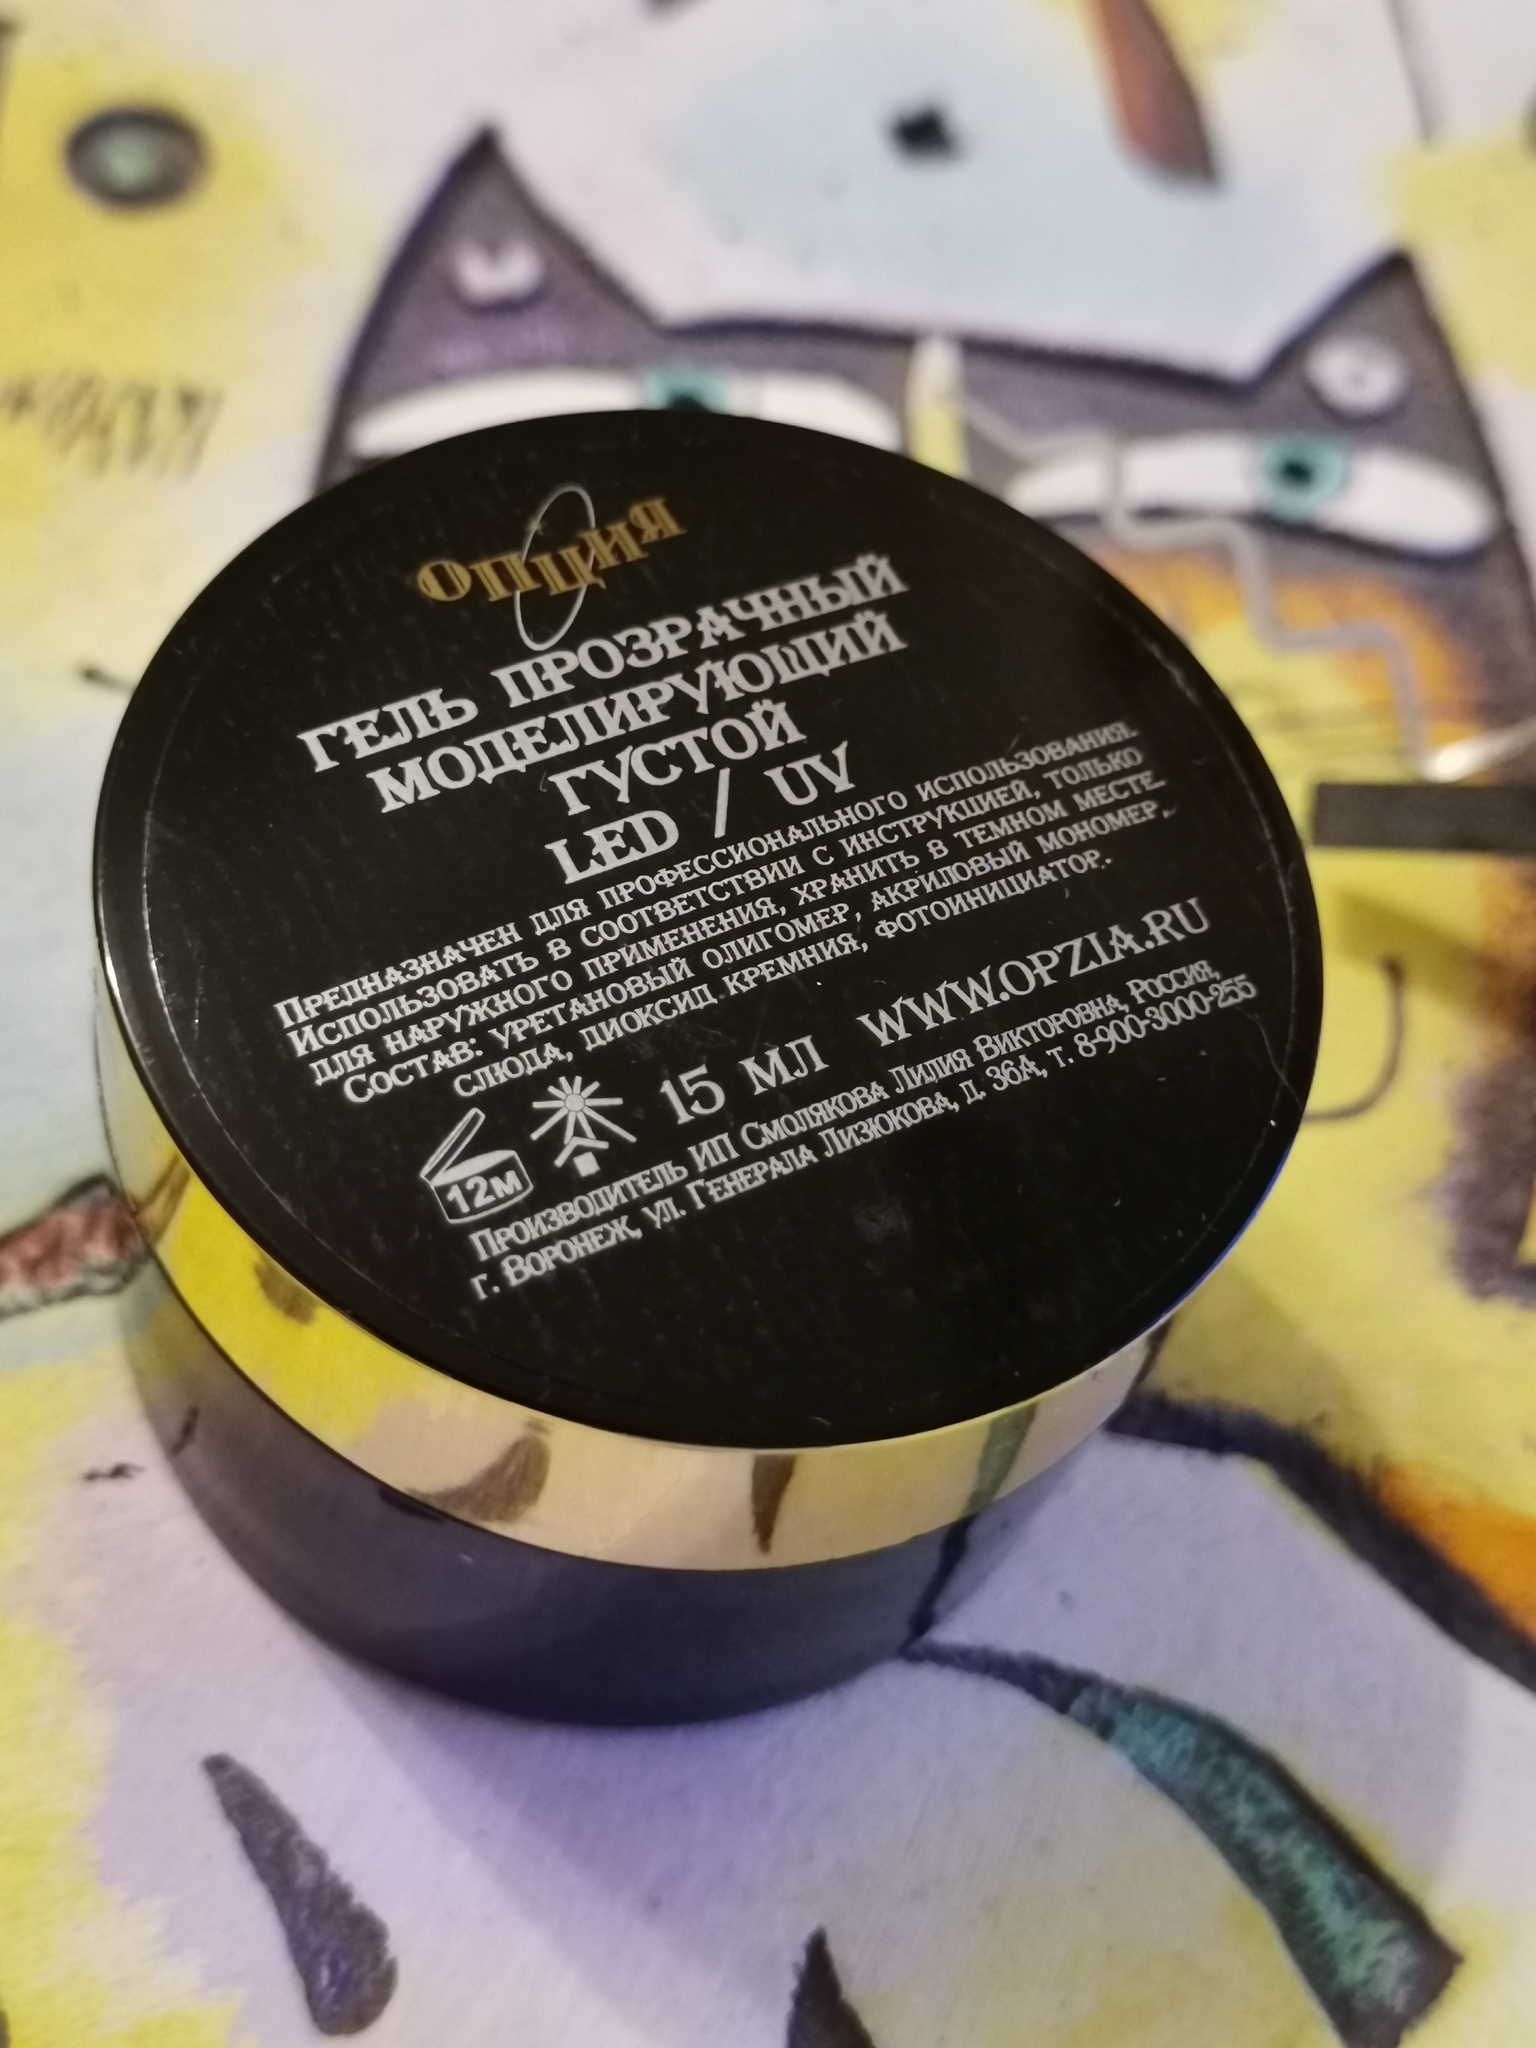 ОПЦИЯ
ГЕЛЬ ПРОЗРАЧНЫЙ
МОДЕЛИРУЮЩИЙ
ГУСТОЙ
LED / UV
ПРЕДНАЗНАЧЕН ДЛЯ ПРОФЕССИОНАЛЬНОГО ИСПОЛЬЗОВАНИЯ.
ИСПОЛЬЗОВАТЬ В СООТВЕТСТВИИ С ИНСТРУКЦИЕЙ, ТОЛЬКО
ДЛЯ НАРУЖНОГО ПРИМЕНЕНИЯ, ХРАНИТЬ В ТЕМНОМ МЕСТЕ.
СОСТАВ: УРЕТАНОВЫЙ ОЛИГОМЕР, АКРИЛОВЫЙ МОНОМЕР,
СЛЮДА, ДИОКСИД КРЕМНИЯ, ФОТОИНИЦИАТОР.
12М
15 МЛ WWW.OPZIA.RU
ПРОИЗВОДИТЕЛЬ ИП СМОЛЯКОВА ЛИЛИЯ ВИКТОРОВНА, РОССИЯ,
Г. ВОРОНЕЖ, УЛ. ГЕНЕРАЛА ЛИЗЮКОВА, Д. 36А, Т. 8-900-3000-255